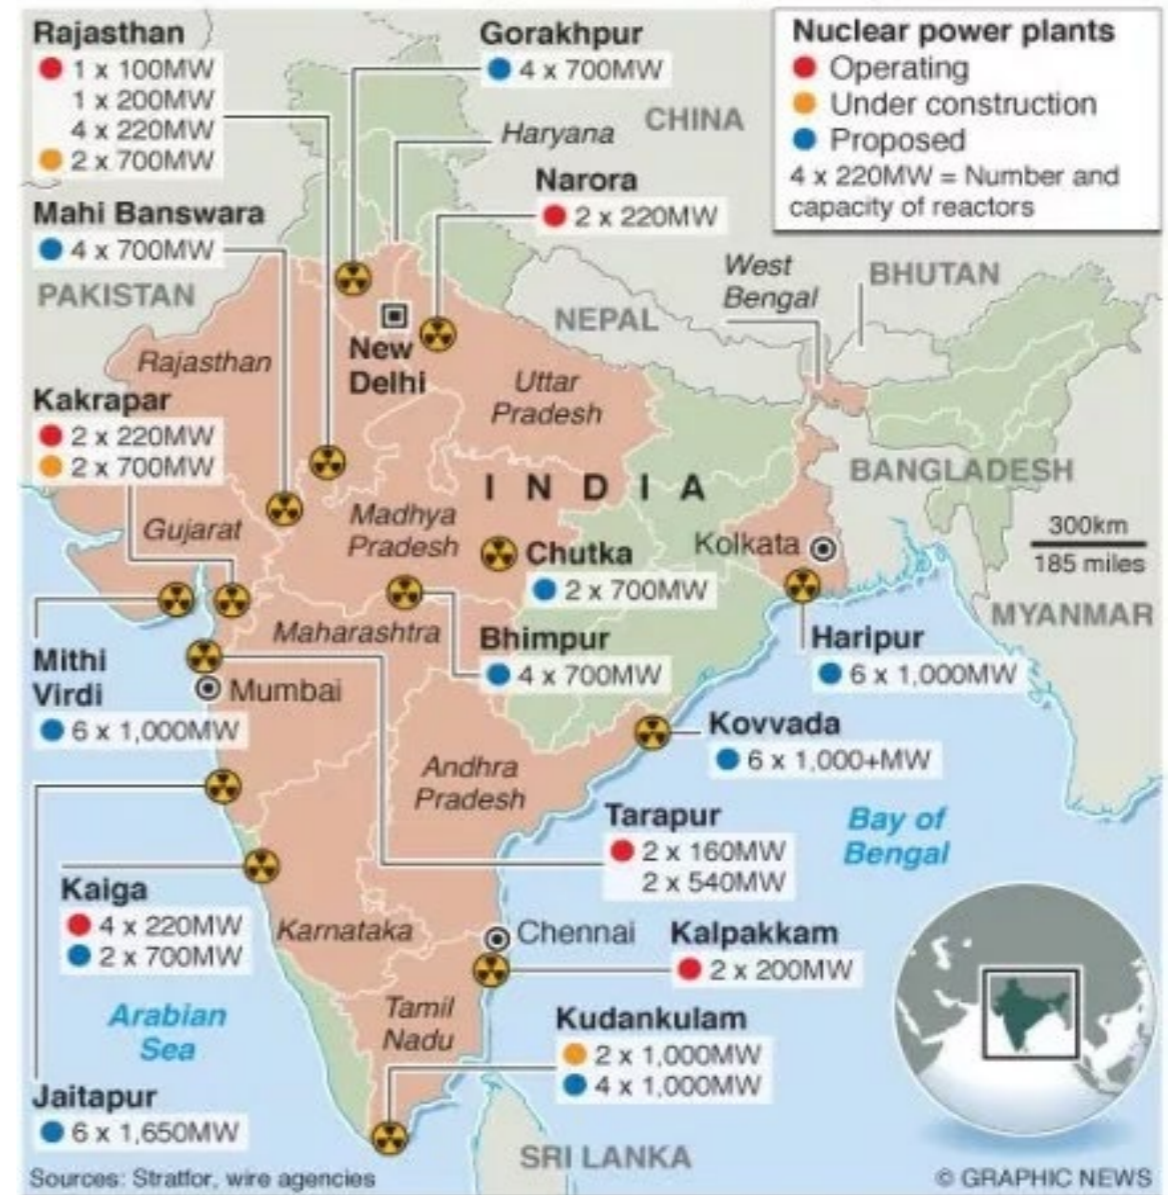 Rajasthan
1 x 100MW
1 x 200MW
4 x 220MW
2 x 700MW
Mahi Banswara
4 x 700MW
PAKISTAN
Rajasthan
Kakrapar
2 x 220MW
2 x 700MW
Gujarat
Mithi
Virdi
6 x 1,000MW
Gorakhpur
4 x 700MW
Haryana
CHINA
Narora
2 x 220MW
Nuclear power plants
Operating
Under construction
Proposed
4 x 220MW = Number and
capacity of reactors
West
Bengal
BHUTAN
NEPAL
New
Delhi
Uttar
Pradesh
INDIA
BANGLADESH
Madhya
Pradesh
Chutka
2 x 700MW
Kolkata
300km
185 miles
MYANMAR
Maharashtra
Bhimpur
4 x 700MW
Haripur
6 x 1,000MW
Mumbai
Kovvada
6 x 1,000+MW
Andhra
Pradesh
Tarapur
2 x 160MW
2 x 540MW
Bay of
Bengal
Kaiga
4 x 220MW
2 x 700MW
Karnataka
Chennai
Kalpakkam
2 x 200MW
Arabian
Sea
Tamil
Nadu
Kudankulam
2 x 1,000MW
4 x 1,000MW
Jaitapur
6 x 1,650MW
SRI LANKA
Sources: Stratfor, wire agencies
© GRAPHIC NEWS